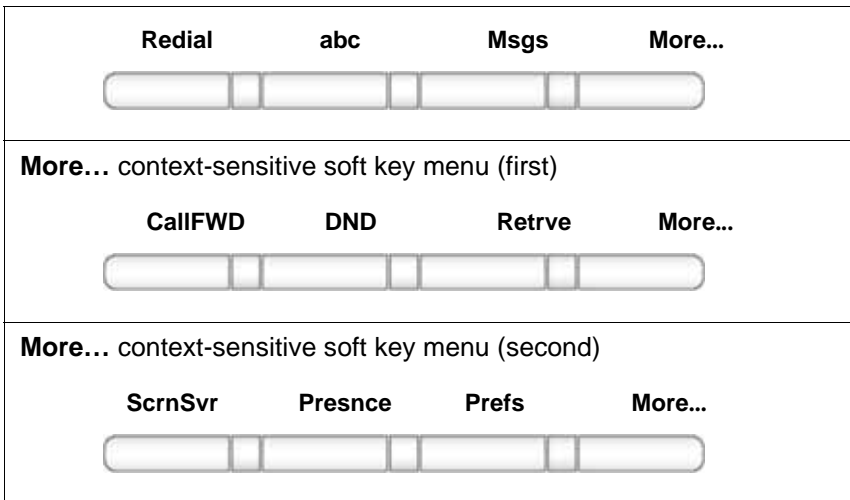 Redial abc Msgs More...
More... context-sensitive soft key menu (first)
CallFWD DND Retrve More...
More... context-sensitive soft key menu (second)
ScrnSvr Presnce Prefs More...